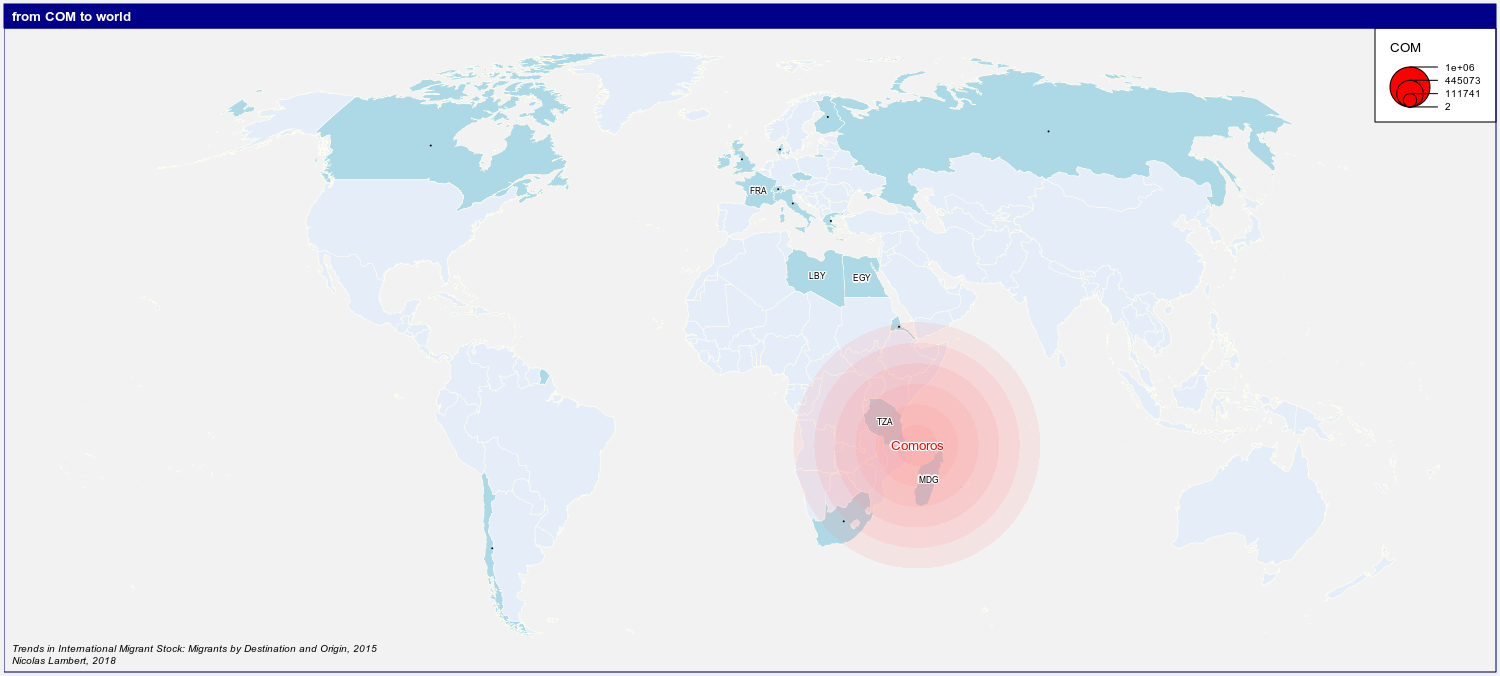 from COM to world
COM
1e+06
445073
111741
2
FRA
LBY
EGY
TZA
Comoros
MDG
Trends in International Migrant Stock: Migrants by Destination and Origin, 2015
Nicolas Lambert, 2018